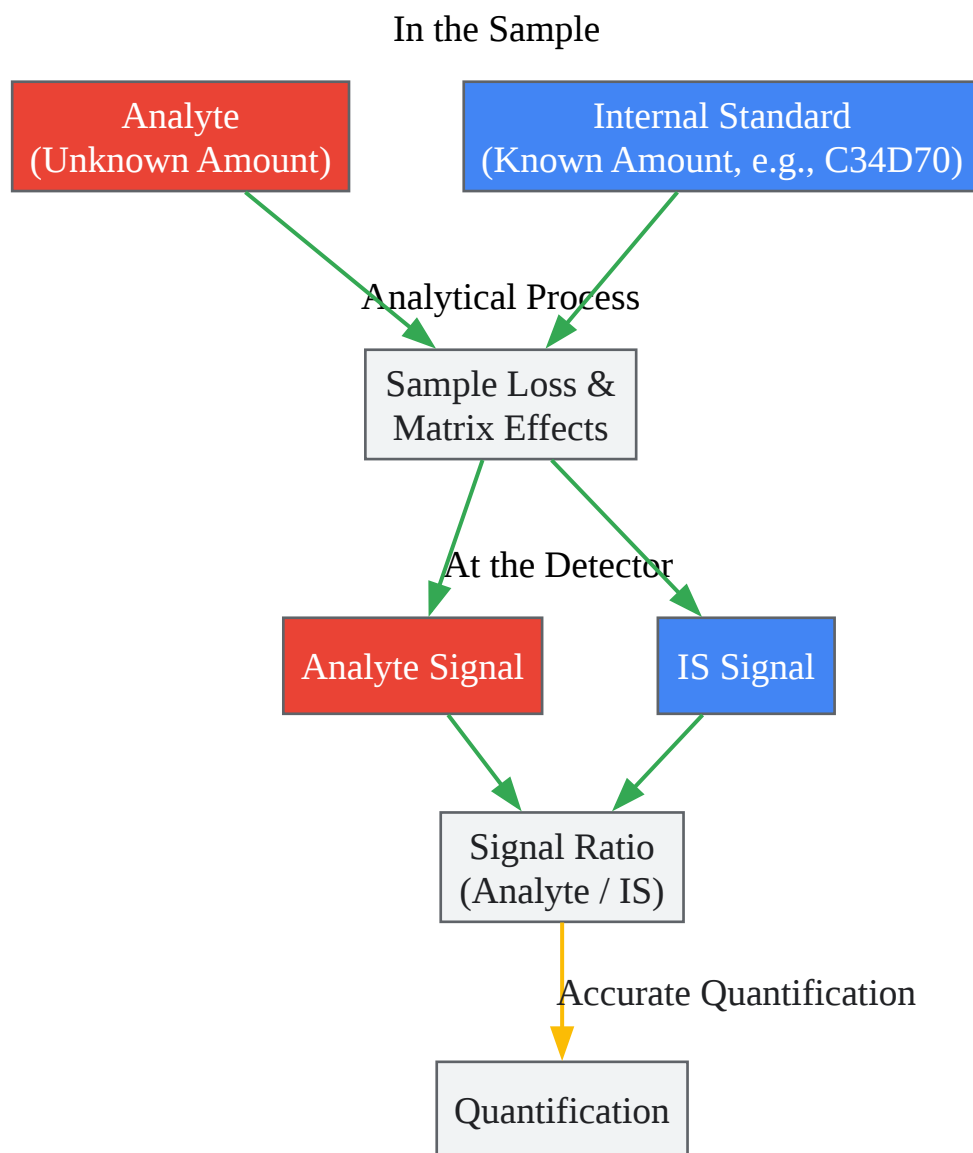 In the Sample
Analyte
(Unknown Amount)
Internal Standard
(Known Amount, e.g., C34D70)
Analytical Process
Sample Loss &
Matrix Effects
At the Detector
Analyte Signal
IS Signal
Signal Ratio
(Analyte / IS)
Accurate Quantification
Quantification